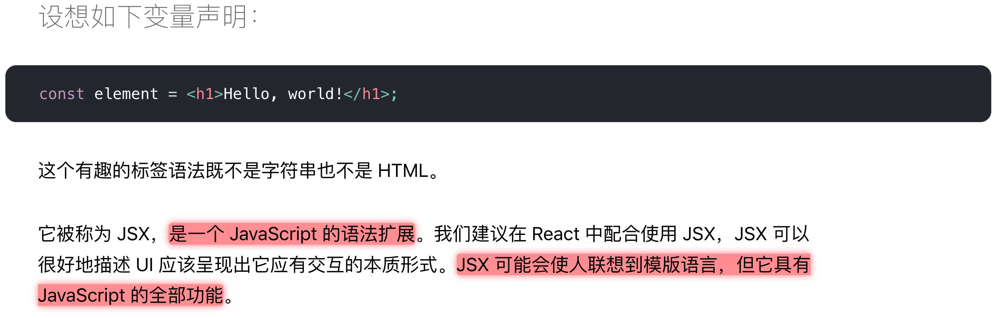 设想如下变量声明：
const element = <h1>Hello, world!</h1>;
这个有趣的标签语法既不是字符串也不是 HTML。
它被称为 JSX，是一个 JavaScript 的语法扩展。我们建议在 React 中配合使用 JSX，JSX 可以
很好地描述 UI 应该呈现出它应有交互的本质形式。JSX 可能会使人联想到模版语言，但它具有
JavaScript 的全部功能。